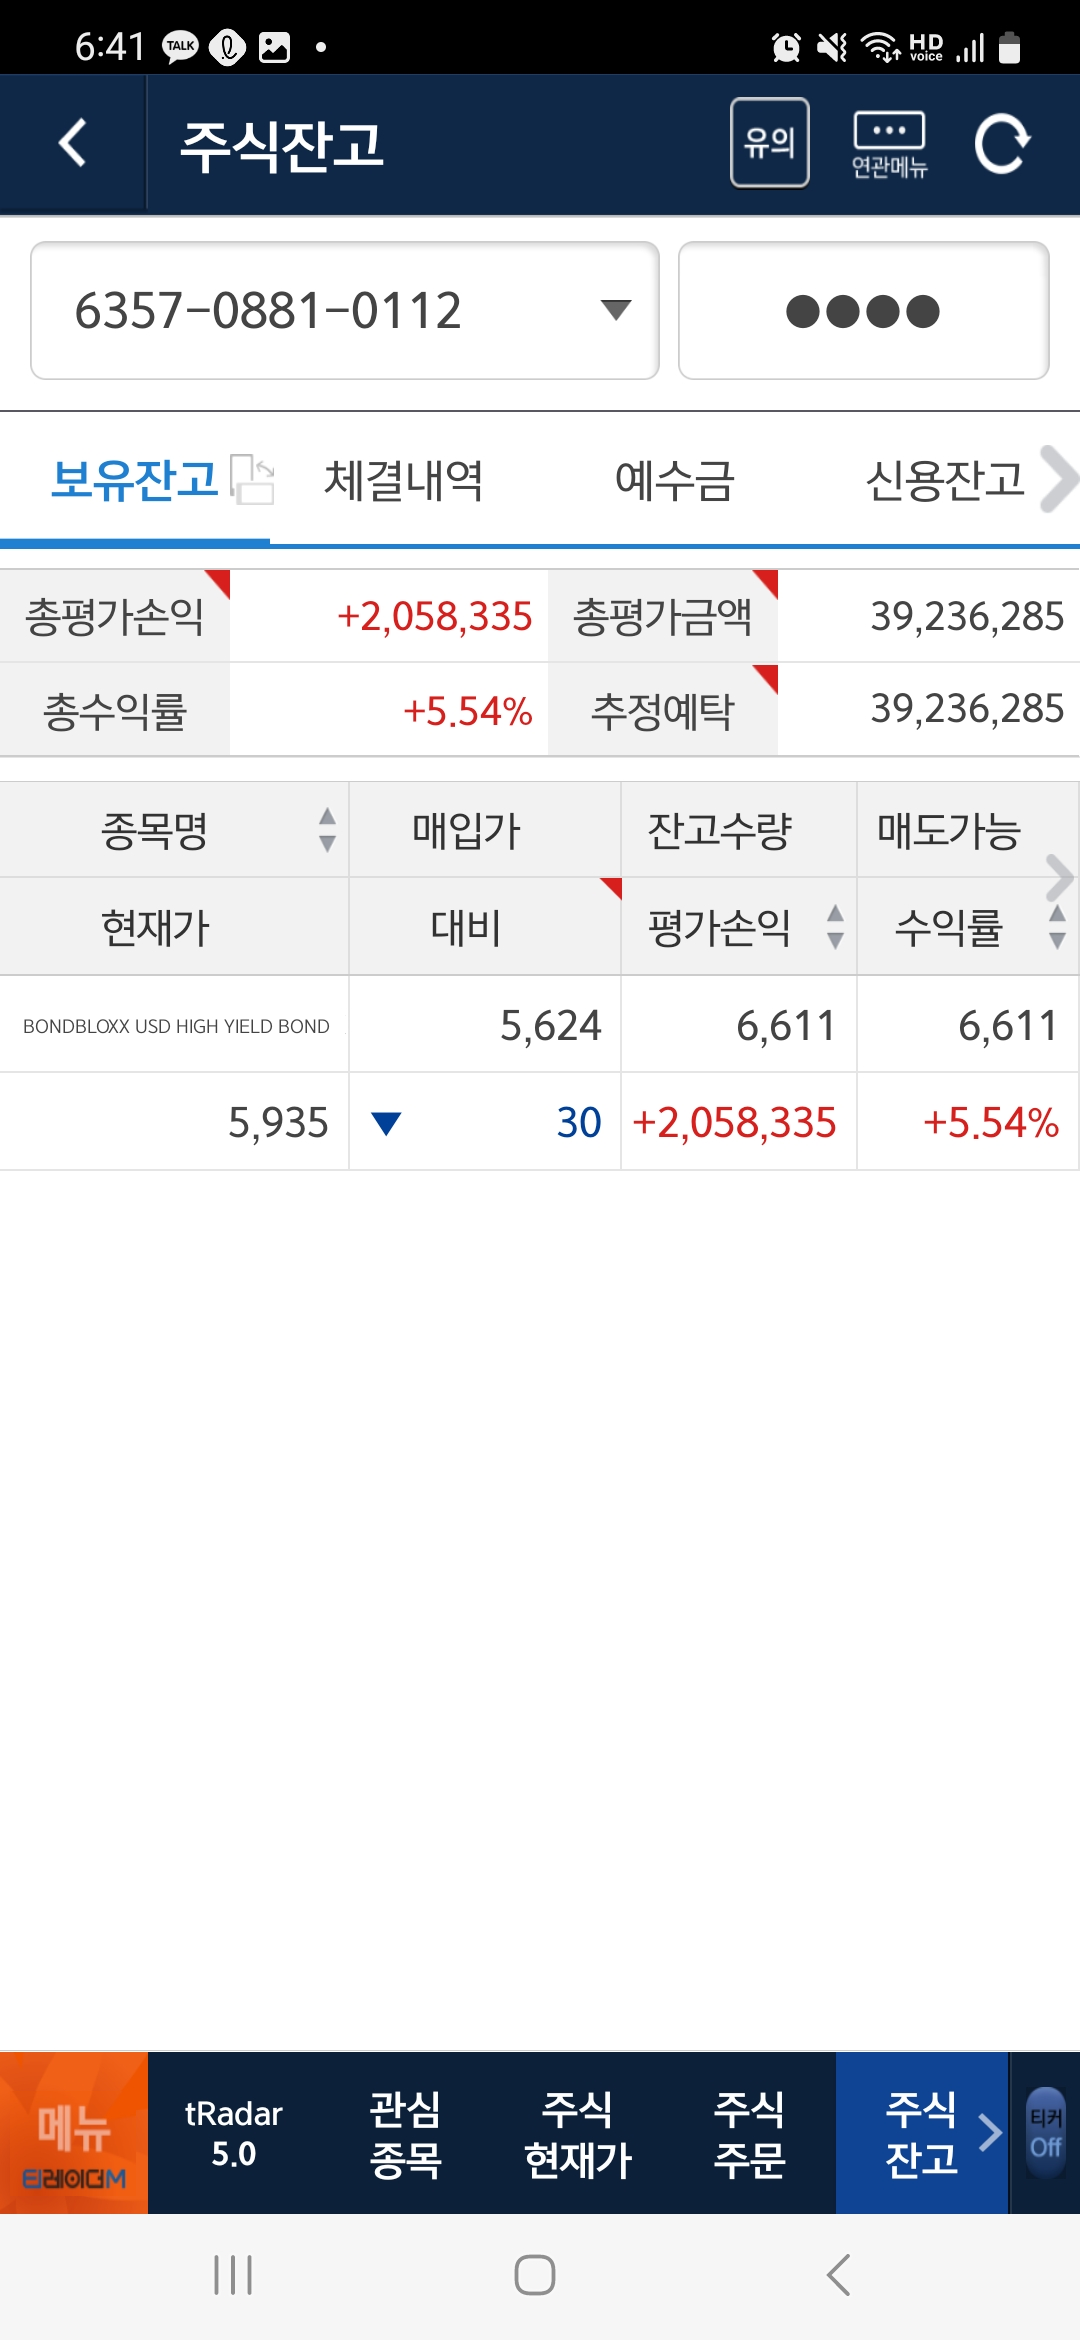 6:41 TALK HD voice
주식잔고 유의 연관메뉴
6357-0881-0112 ●●●●
보유잔고 체결내역 예수금 신용잔고
총평가손익 +2,058,335 총평가금액 39,236,285
총수익률 +5.54% 추정예탁 39,236,285
종목명 매입가 잔고수량 매도가능
현재가 대비 평가손익 수익률
BONDBLOXX USD HIGH YIELD BOND 5,624 6,611 6,611
5,935 ▼ 30 +2,058,335 +5.54%
메뉴 tRadar 관심 주식 주식 주식 티커
티레이더M 5.0 종목 현재가 주문 잔고 Off